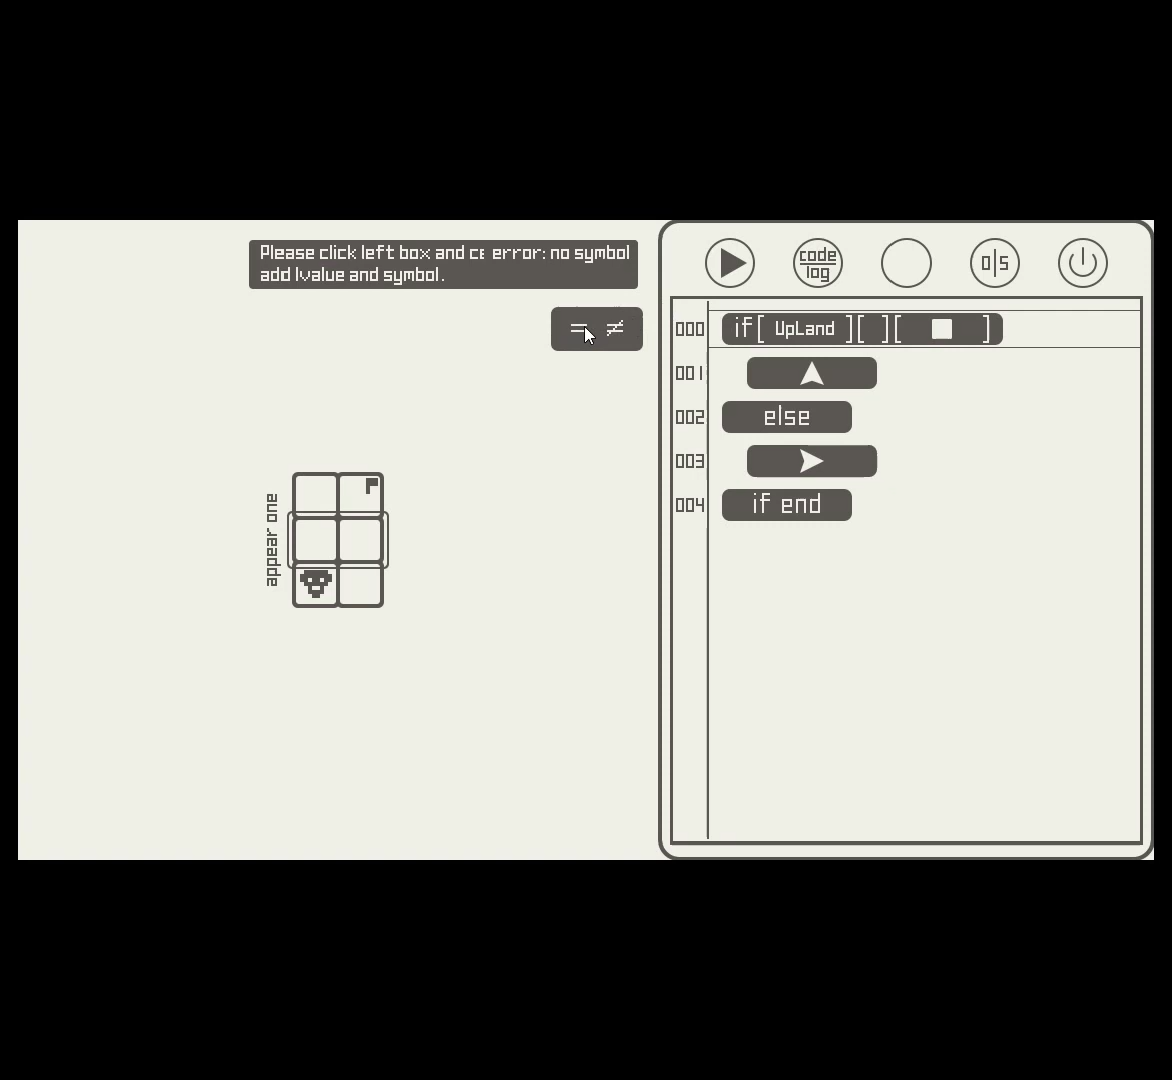 Please click left box and
error: no symbol
add lvalue and symbol.
= ≠
appear one
code
log
0|5
000 if[ UpLand ][ ][ ]
001
002 else
003
004 if end